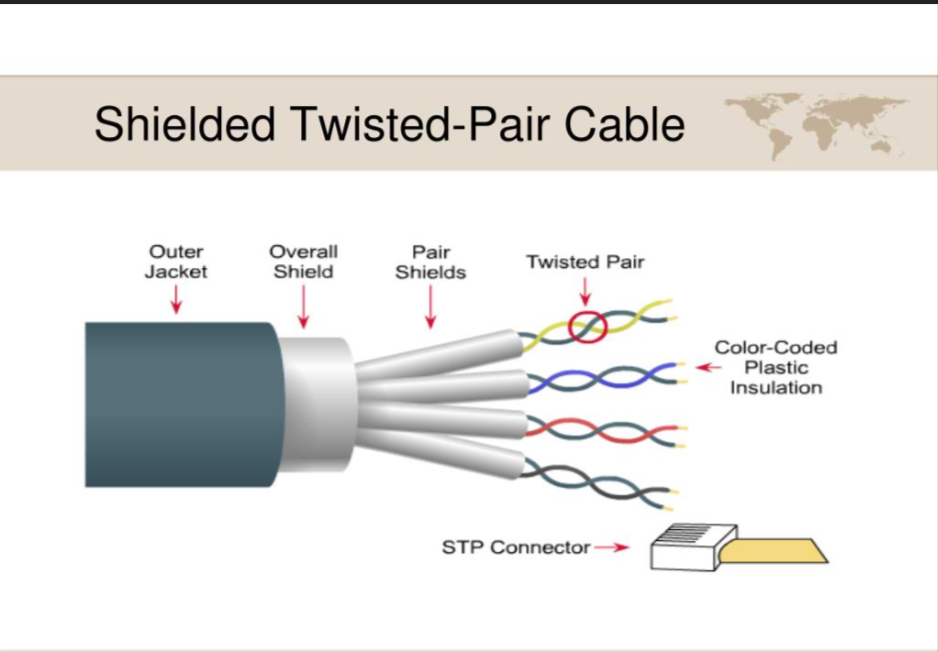 Shielded Twisted-Pair Cable
Outer
Jacket
Overall
Shield
Pair
Shields
Twisted Pair
Color-Coded
Plastic
Insulation
STP Connector